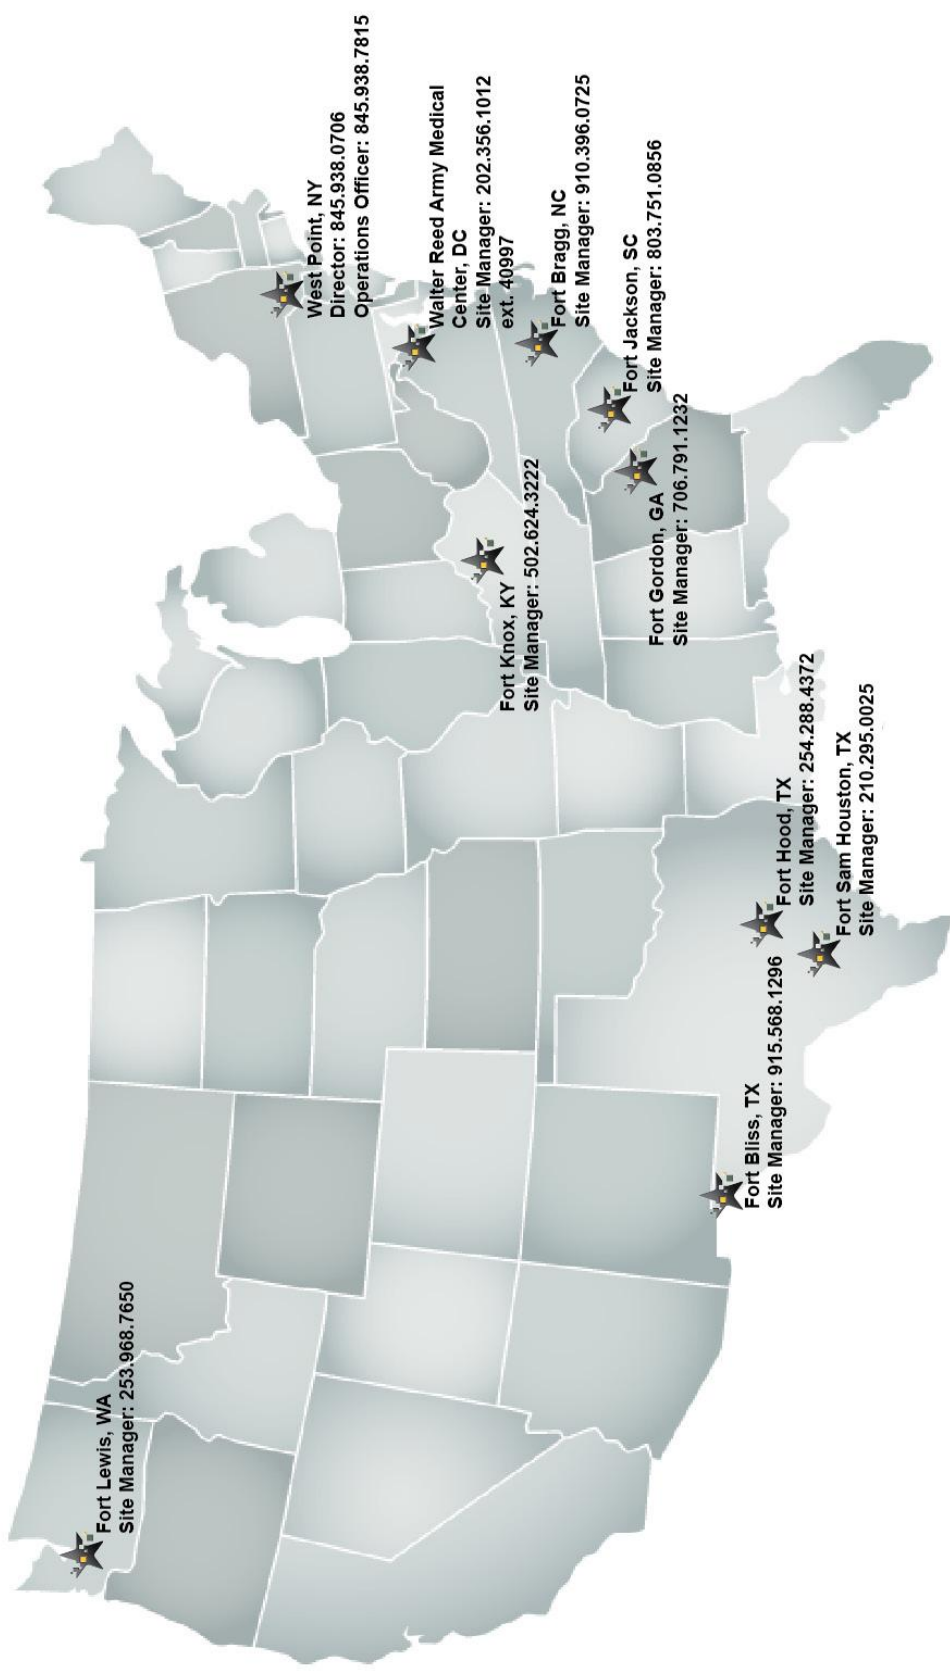 Fort Lewis, WA
Site Manager: 253.968.7650
West Point, NY
Director: 845.938.0706
Operations Officer: 845.938.7815
Walter Reed Army Medical
Center, DC
Site Manager: 202.356.1012
ext. 40997
Fort Knox, KY
Site Manager: 502.624.3222
Fort Bragg, NC
Site Manager: 910.396.0725
Fort Jackson, SC
Site Manager: 803.751.0856
Fort Gordon, GA
Site Manager: 706.791.1232
Fort Bliss, TX
Site Manager: 915.568.1296
Fort Hood, TX
Site Manager: 254.288.4372
Fort Sam Houston, TX
Site Manager: 210.295.0025